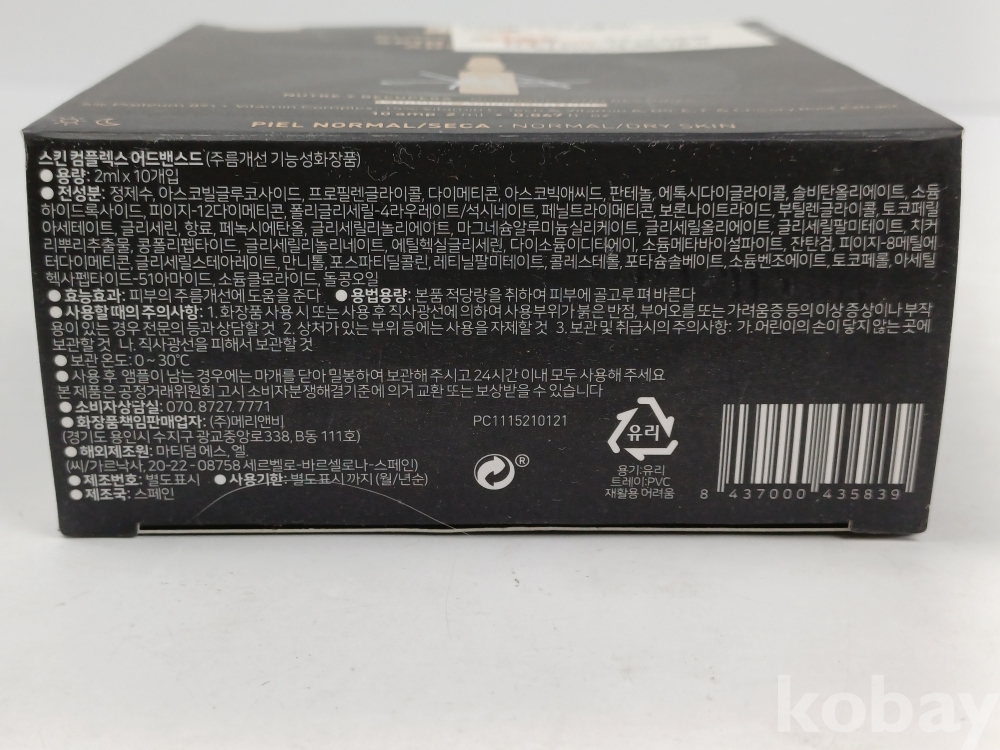 10 amp · 2 ml
PIEL NORMAL/SECA · NORMAL/DRY SKIN
스킨 컴플렉스 어드밴스드 (주름개선 기능성화장품)
● 용량: 2ml x 10개입
● 전성분: 정제수, 아스코빌글루코사이드, 프로필렌글라이콜, 다이메티콘, 아스코빅애씨드, 판테놀, 에톡시다이글라이콜, 솔비탄올리에이트, 소듐
하이드록사이드, 피이지-12다이메티콘, 폴리글리세릴-4라우레이트/석시네이트, 페닐트라이메티콘, 보론나이트라이드, 부틸렌글라이콜, 토코페릴
아세테이트, 글리세린, 향료, 페녹시에탄올, 글리세릴리놀리에이트, 마그네슘알루미늄실리케이트, 글리세릴올리에이트, 글리세릴팔미테이트, 치커
리뿌리추출물, 콩폴리펩타이드, 글리세릴리놀리네이트, 에틸헥실글리세린, 다이소듐이디티에이, 소듐메타바이설파이트, 잔탄검, 피이지-8메틸에
터다이메티콘, 글리세릴스테아레이트, 만니톨, 포스파티딜콜린, 레티닐팔미테이트, 콜레스테롤, 포타슘솔베이트, 소듐벤조에이트, 토코페롤, 아세틸
헥사펩타이드-51아마이드, 소듐클로라이드, 돌콩오일
● 효능효과: 피부의 주름개선에 도움을 준다 ● 용법용량: 본품 적당량을 취하여 피부에 골고루 펴 바른다
● 사용할 때의 주의사항: 1. 화장품 사용 시 또는 사용 후 직사광선에 의하여 사용부위가 붉은 반점, 부어오름 또는 가려움증 등의 이상 증상이나 부작
용이 있는 경우 전문의 등과 상담할 것 2. 상처가 있는 부위 등에는 사용을 자제할 것 3. 보관 및 취급시의 주의사항: 가. 어린이의 손이 닿지 않는 곳에
보관할 것 나. 직사광선을 피해서 보관할 것
● 보관 온도: 0~30℃
● 사용 후 앰플이 남는 경우에는 마개를 닫아 밀봉하여 보관해 주시고 24시간 이내 모두 사용해 주세요
본 제품은 공정거래위원회 고시 소비자분쟁해결기준에 의거 교환 또는 보상받을 수 있습니다
● 소비자상담실: 070. 8727. 7771
● 화장품책임판매업자: (주)메리앤비
(경기도 용인시 수지구 광교중앙로338, B동 111호)
● 해외제조원: 마티덤 에스, 엘.
(씨/가르낙사, 20-22 - 08758 세르벨로-바르셀로나-스페인)
● 제조번호: 별도표시 ● 사용기한: 별도표시 까지 (월/년순)
● 제조국: 스페인
PC1115210121
®
유리
용기:유리
트레이:PVC
재활용 어려움
8 437000 435839
kobay